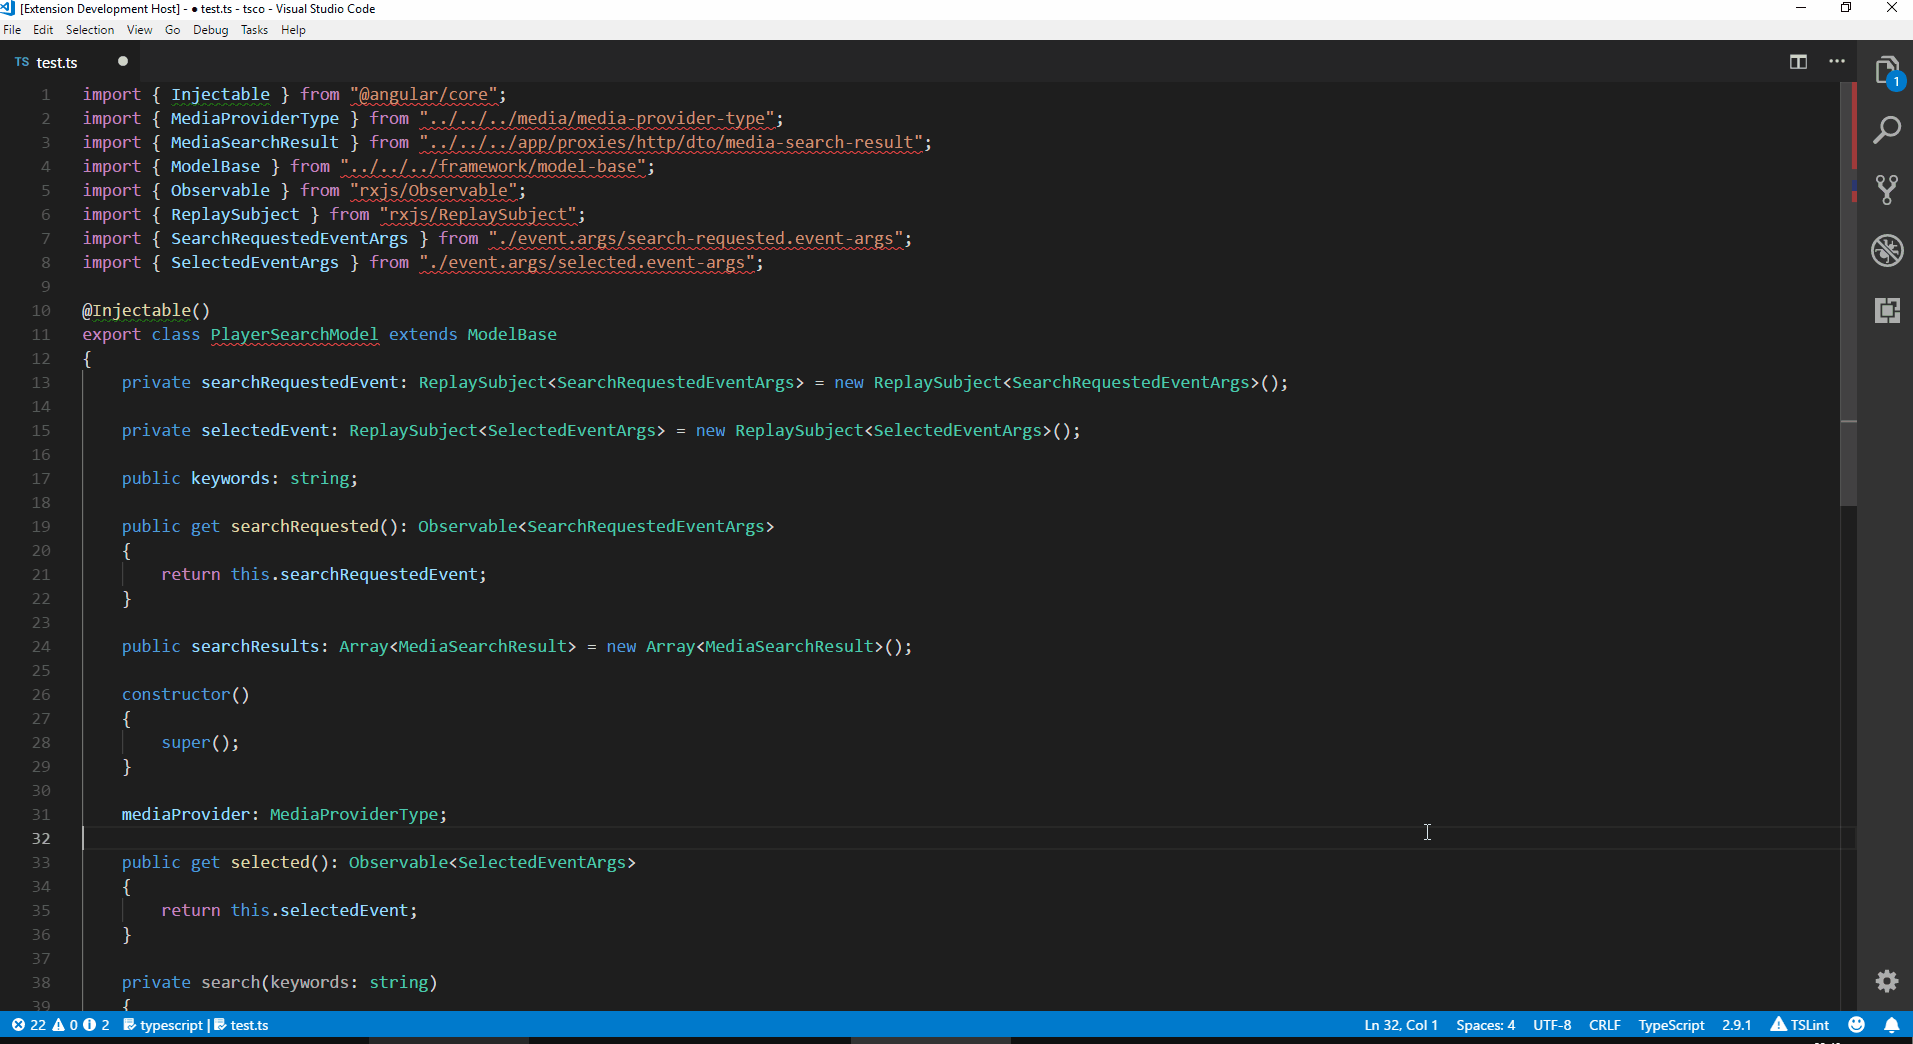 [Extension Development Host] - ● test.ts - tsco - Visual Studio Code
File Edit Selection View Go Debug Tasks Help
TS test.ts ●
1
1 import { Injectable } from "@angular/core";
2 import { MediaProviderType } from "../../../media/media-provider-type";
3 import { MediaSearchResult } from "../../../app/proxies/http/dto/media-search-result";
4 import { ModelBase } from "../../../framework/model-base";
5 import { Observable } from "rxjs/Observable";
6 import { ReplaySubject } from "rxjs/ReplaySubject";
7 import { SearchRequestedEventArgs } from "./event.args/search-requested.event-args";
8 import { SelectedEventArgs } from "./event.args/selected.event-args";
9
10 @Injectable()
11 export class PlayerSearchModel extends ModelBase
12 {
13     private searchRequestedEvent: ReplaySubject<SearchRequestedEventArgs> = new ReplaySubject<SearchRequestedEventArgs>();
14
15     private selectedEvent: ReplaySubject<SelectedEventArgs> = new ReplaySubject<SelectedEventArgs>();
16
17     public keywords: string;
18
19     public get searchRequested(): Observable<SearchRequestedEventArgs>
20     {
21         return this.searchRequestedEvent;
22     }
23
24     public searchResults: Array<MediaSearchResult> = new Array<MediaSearchResult>();
25
26     constructor()
27     {
28         super();
29     }
30
31     mediaProvider: MediaProviderType;
32
33     public get selected(): Observable<SelectedEventArgs>
34     {
35         return this.selectedEvent;
36     }
37
38     private search(keywords: string)
39     {
22 0 2 typescript | test.ts Ln 32, Col 1 Spaces: 4 UTF-8 CRLF TypeScript 2.9.1 TSLint